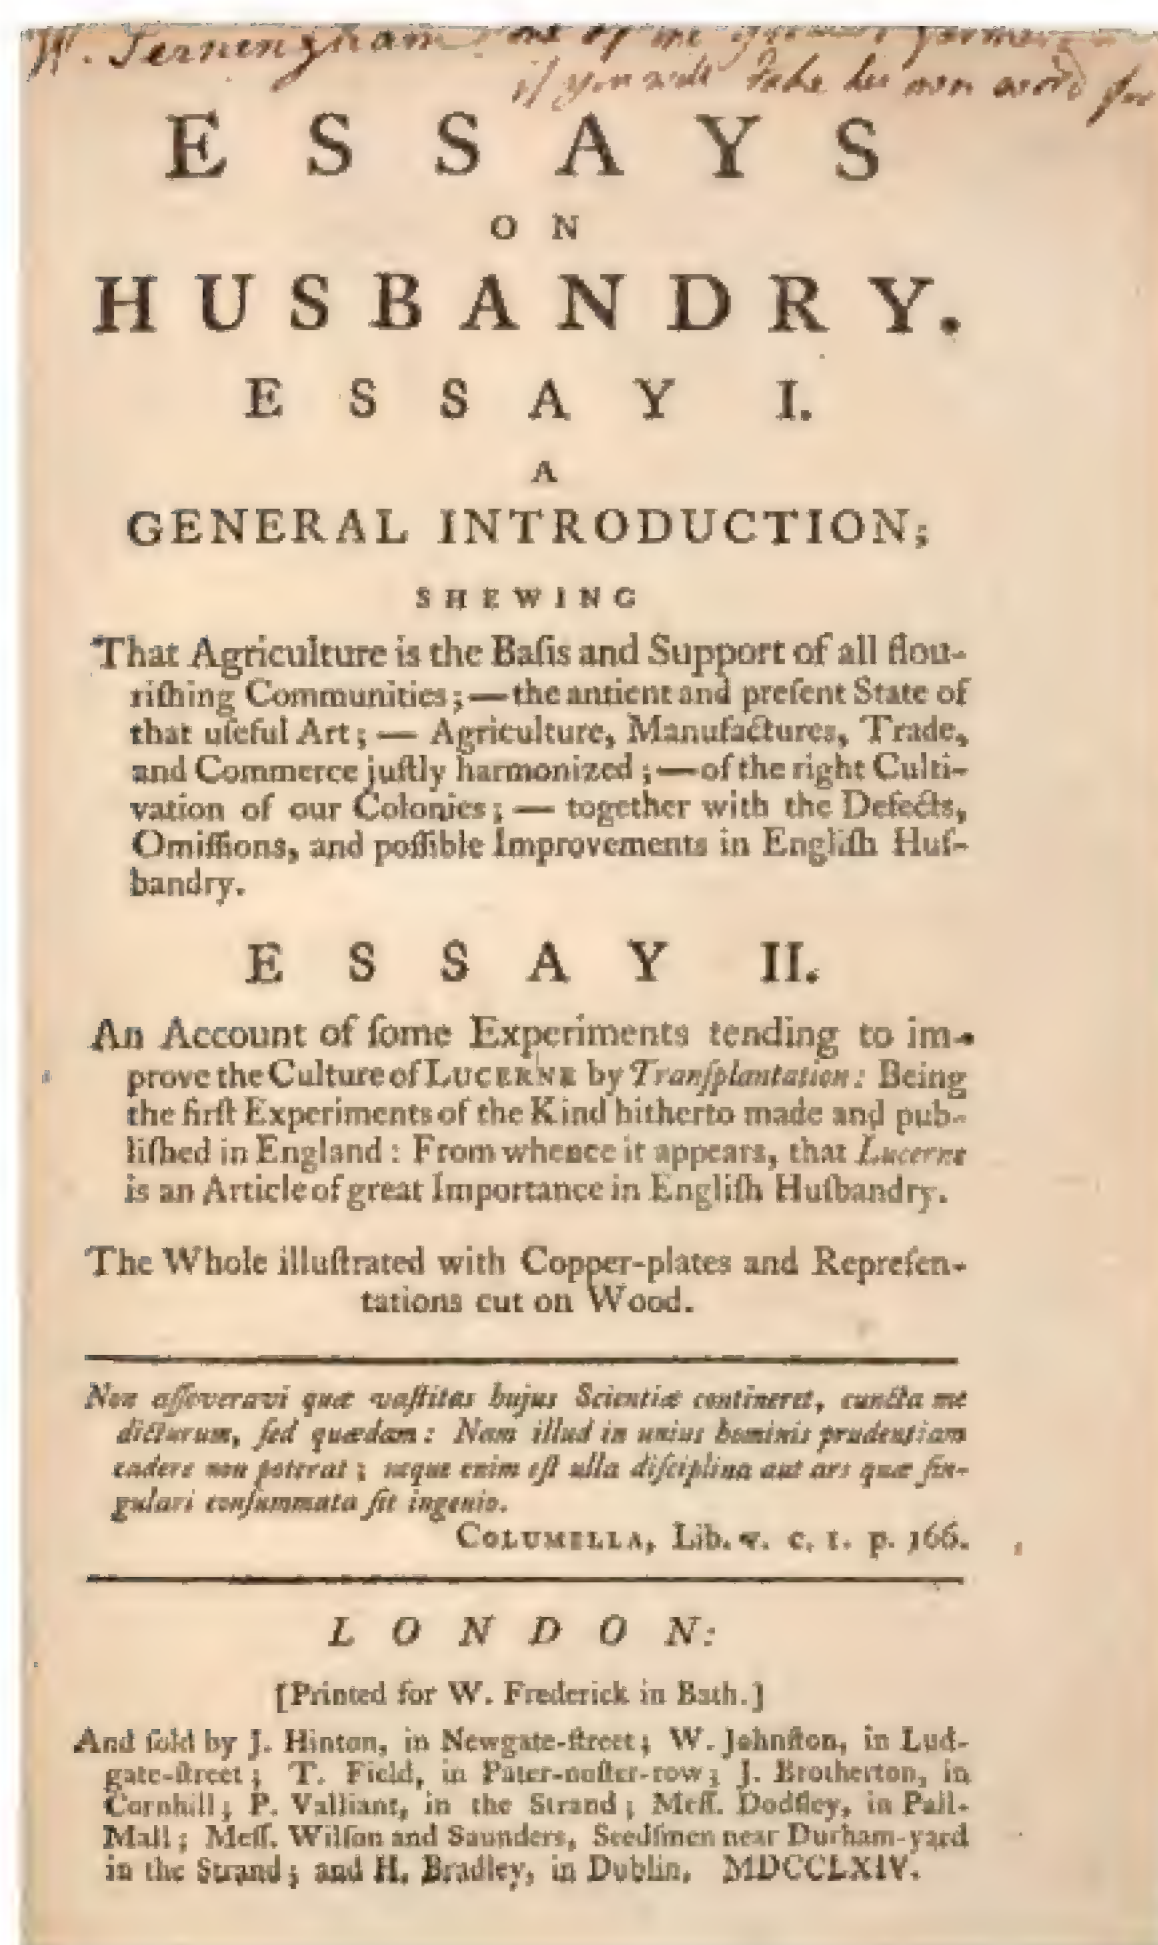 W. Jerningham one of
if you will take his own word for
ESSAYS
ON
HUSBANDRY.
ESSAY I.
A
GENERAL INTRODUCTION;
SHEWING
That Agriculture is the Baſis and Support of all flou-
riſhing Communities;—the antient and preſent State of
that uſeful Art; — Agriculture, Manufactures, Trade,
and Commerce juſtly harmonized;—of the right Culti-
vation of our Colonies; — together with the Defects,
Omiſſions, and poſſible Improvements in Engliſh Huſ-
bandry.
ESSAY II.
An Account of ſome Experiments tending to im-
prove the Culture of LUCERNE by Tranſplantation: Being
the firſt Experiments of the Kind hitherto made and pub-
liſhed in England: From whence it appears, that Lucerne
is an Article of great Importance in Engliſh Huſbandry.
The Whole illuſtrated with Copper-plates and Repreſen-
tations cut on Wood.
Non aſſeveravi quæ vaſtitas hujus Scientiæ contineret, cuncta me
dicturum, ſed quædam: Nam illud in unius hominis prudentiam
cadere non poterat; neque enim eſt ulla diſciplina aut ars quæ ſin-
gulari conſummata ſit ingenio.
COLUMELLA, Lib. v. c. 1. p. 166.
LONDON:
[Printed for W. Frederick in Bath.]
And ſold by J. Hinton, in Newgate-ſtreet; W. Johnſton, in Lud-
gate-ſtreet; T. Field, in Pater-noſter-row; J. Brotherton, in
Cornhill; P. Valliant, in the Strand; Meſſ. Dodſley, in Pall-
Mall; Meſſ. Wilſon and Saunders, Seedſmen near Durham-yard
in the Strand; and H. Bradley, in Dublin, MDCCLXIV.